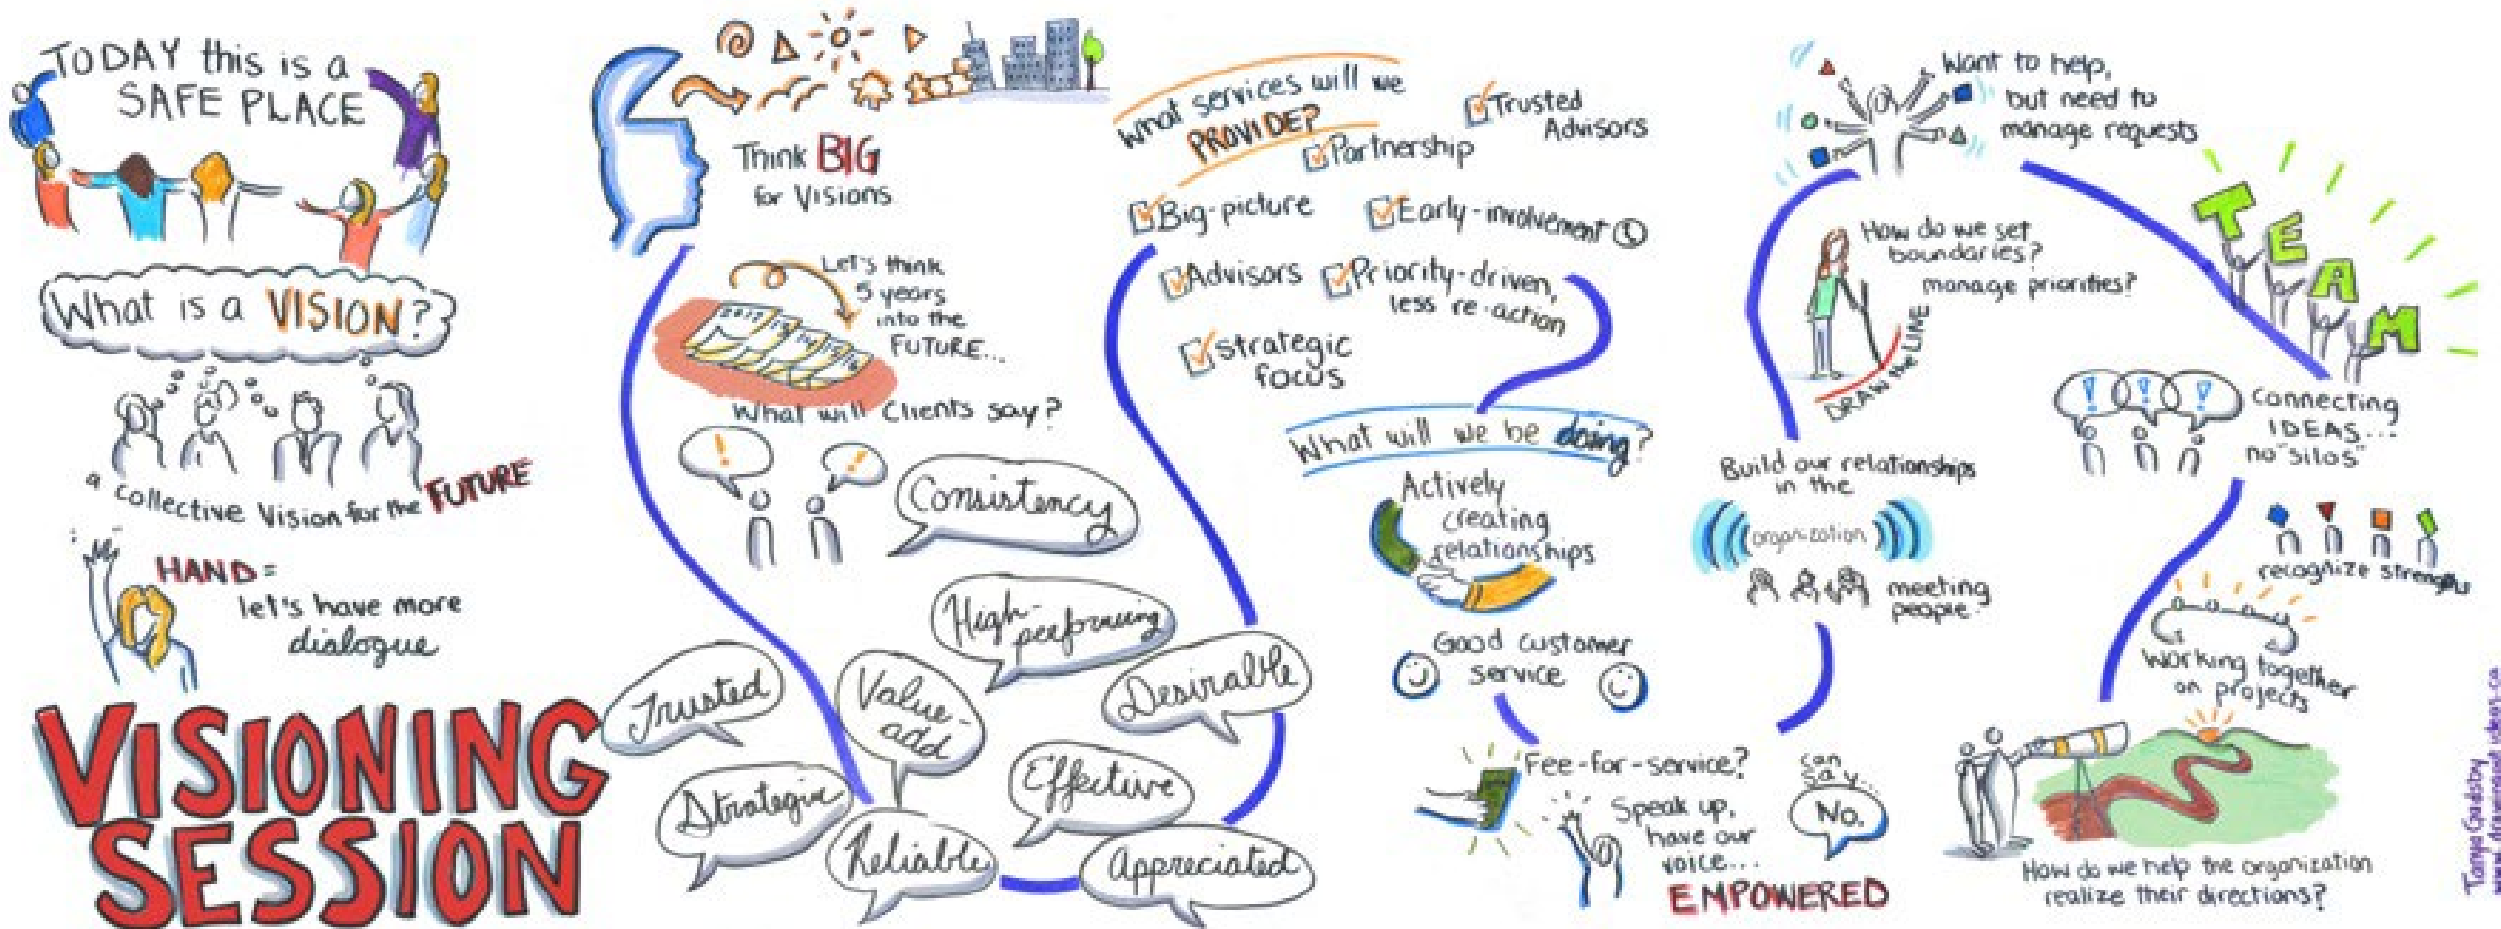 TODAY this is a
SAFE PLACE
What is a VISION?
a collective Vision for the FUTURE
HAND =
let's have more
dialogue
VISIONING
SESSION
Think BIG
for Visions
Let's think
5 years
into the
FUTURE...
What will clients say?
Consistency
High-
performing
Trusted
Value-
add
Desirable
Strategic
Effective
Reliable
Appreciated
What services will we
PROVIDE?
Trusted
Advisors
Partnership
Big-picture
Early-involvement
Advisors
Priority-driven,
less re-action
strategic
focus
What will we be doing?
Actively
creating
relationships
Good customer
service
Fee-for-service?
Speak up,
have our
voice....
EMPOWERED
can
say...
No.
Want to help,
but need to
manage requests
How do we set
boundaries?
manage priorities?
DRAW the LINE
Build our relationships
in the
organization
meeting
people
TEAM
connecting
IDEAS...
no "silos"
recognize strengths
working together
on projects
How do we help the organization
realize their directions?
Tanya Gadsby